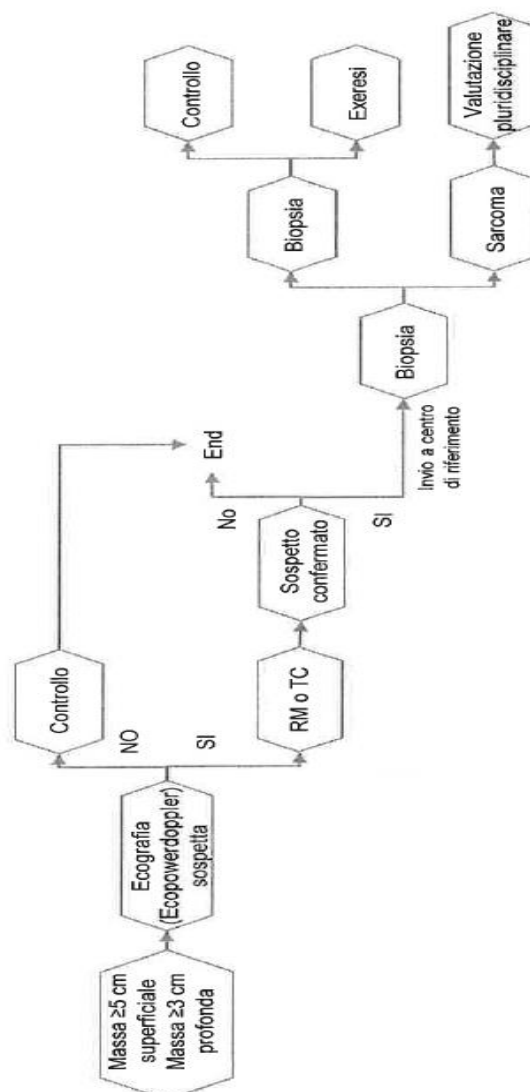 Massa ≥5 cm
superficiale
Massa ≥3 cm
profonda
Ecografia
(Ecopowerdoppler)
sospetta
NO
SI
Controllo
RM o TC
Sospetto
confermato
No
SI
End
Invio a centro
di riferimento
Biopsia
Biopsia
Sarcoma
Controllo
Exeresi
Valutazione
pluridisciplinare